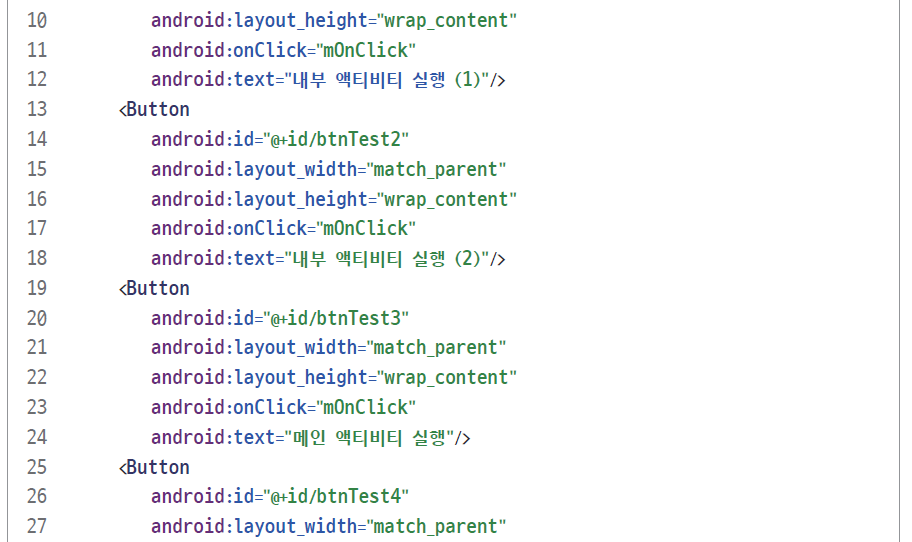 10 android:layout_height="wrap_content"
11 android:onClick="mOnClick"
12 android:text="내부 액티비티 실행 (1)"/>
13 <Button
14 android:id="@+id/btnTest2"
15 android:layout_width="match_parent"
16 android:layout_height="wrap_content"
17 android:onClick="mOnClick"
18 android:text="내부 액티비티 실행 (2)"/>
19 <Button
20 android:id="@+id/btnTest3"
21 android:layout_width="match_parent"
22 android:layout_height="wrap_content"
23 android:onClick="mOnClick"
24 android:text="메인 액티비티 실행"/>
25 <Button
26 android:id="@+id/btnTest4"
27 android:layout_width="match_parent"